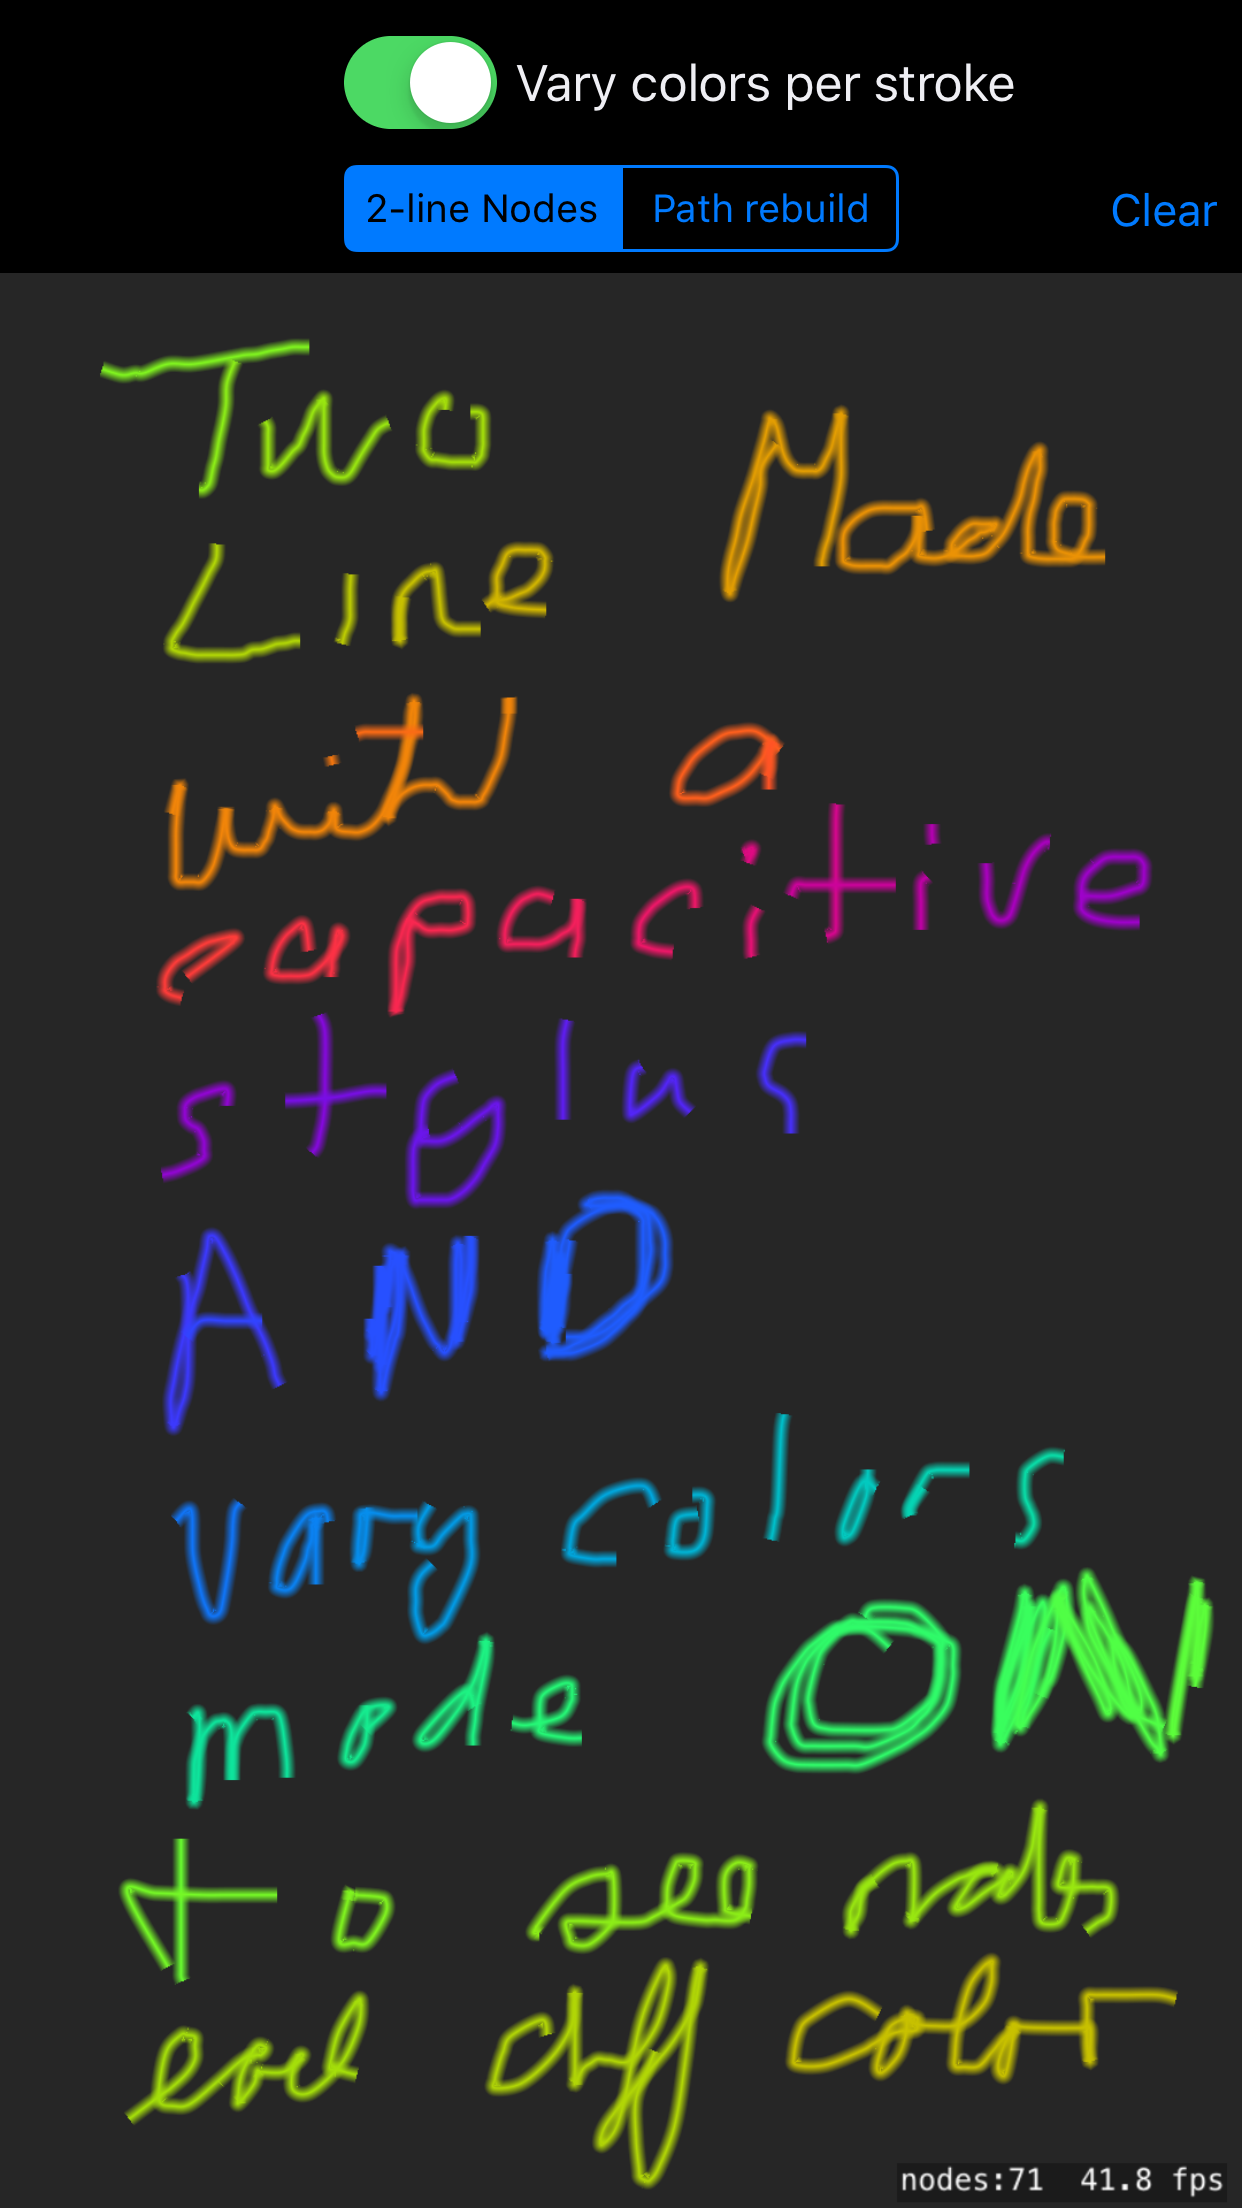 Vary colors per stroke
2-line Nodes Path rebuild Clear
Two
Made
Line
with a
capacitive
stylus
AND
vary colors
mode ON
to see nodes
each diff color
nodes:71 41.8 fps